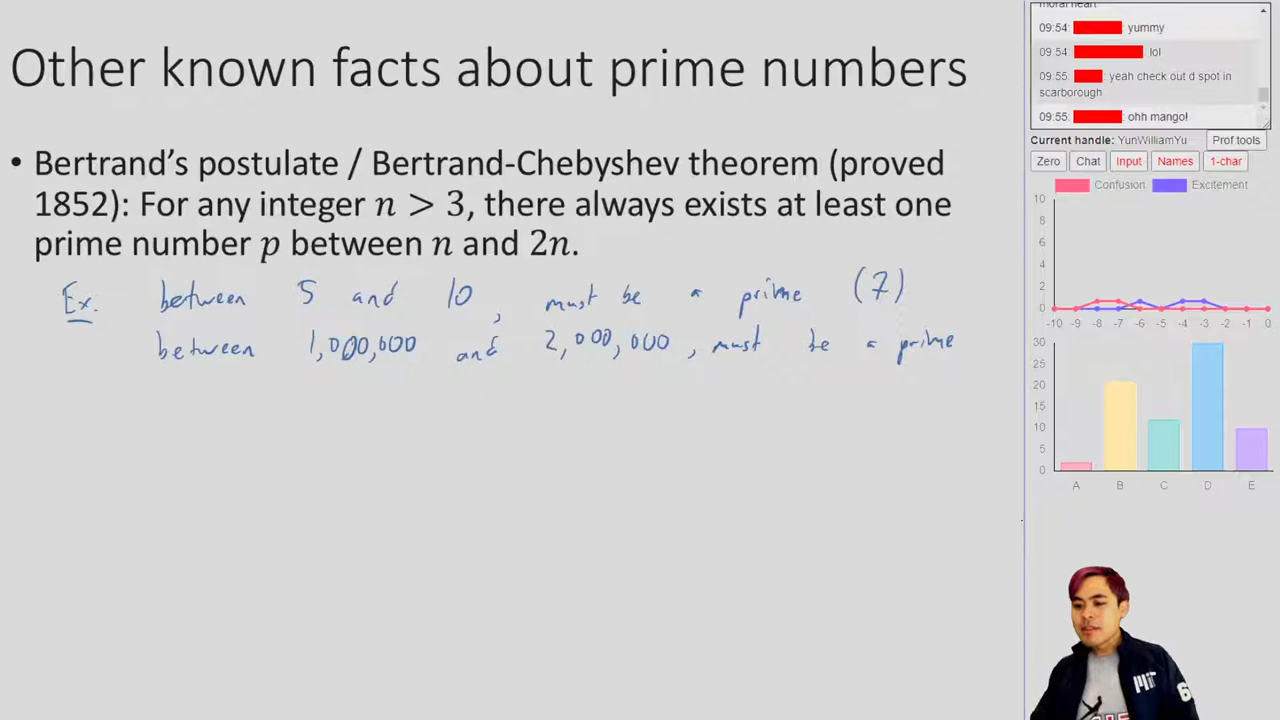 Other known facts about prime numbers
• Bertrand's postulate / Bertrand-Chebyshev theorem (proved
1852): For any integer n > 3, there always exists at least one
prime number p between n and 2n.
Ex. between 5 and 10, must be a prime (7)
between 1,000,000 and 2,000,000, must be a prime
moral heart
09:54: yummy
09:54: lol
09:55: yeah check out d spot in
scarborough
09:55: ohh mango!
Current handle: YunWilliamYu Prof tools
Zero Chat Input Names 1-char
Confusion Excitement
10
8
6
4
2
0
-10 -9 -8 -7 -6 -5 -4 -3 -2 -1 0
30
25
20
15
10
5
0
A B C D E
MIT